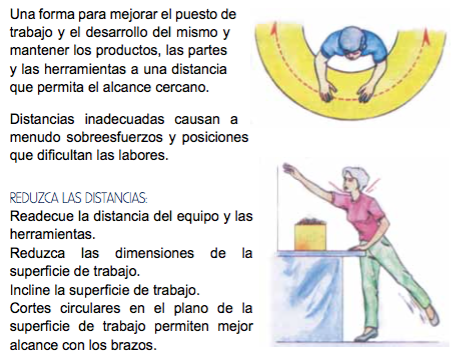 Una forma para mejorar el puesto de
trabajo y el desarrollo del mismo y
mantener los productos, las partes
y las herramientas a una distancia
que permita el alcance cercano.
Distancias inadecuadas causan a
menudo sobreesfuerzos y posiciones
que dificultan las labores.
REDUZCA LAS DISTANCIAS:
Readecue la distancia del equipo y las
herramientas.
Reduzca las dimensiones de la
superficie de trabajo.
Incline la superficie de trabajo.
Cortes circulares en el plano de la
superficie de trabajo permiten mejor
alcance con los brazos.